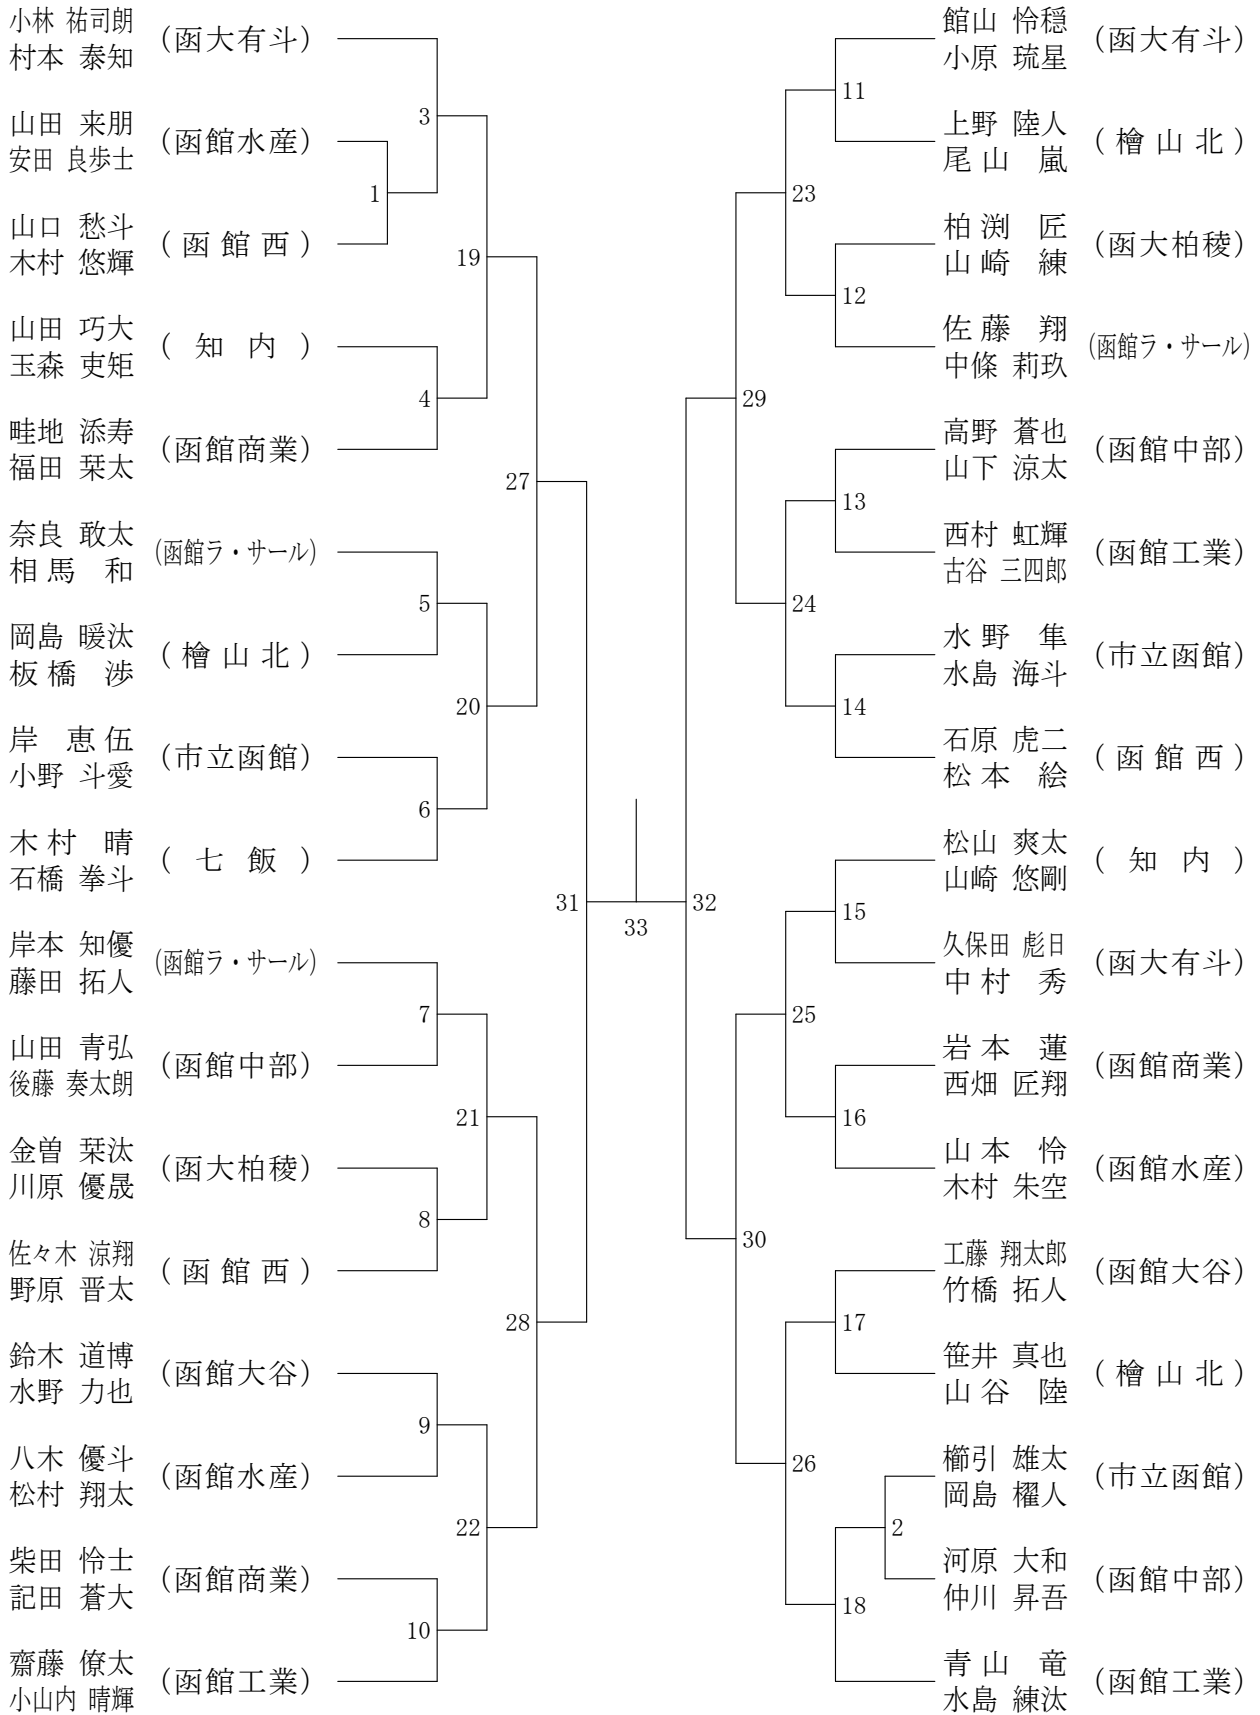 小林 祐司朗
村本 泰知
(函大有斗)
山田 来朋
安田 良歩士
(函館水産)
山口 愁斗
木村 悠輝
(函館西)
山田 巧大
玉森 吏矩
(知内)
畦地 添寿
福田 栞太
(函館商業)
奈良 敢太
相馬 和
(函館ラ・サール)
岡島 暖汰
板橋 渉
(檜山北)
岸 恵伍
小野 斗愛
(市立函館)
木村 晴
石橋 拳斗
(七飯)
岸本 知優
藤田 拓人
(函館ラ・サール)
山田 青弘
後藤 奏太朗
(函館中部)
金曽 栞汰
川原 優晟
(函大柏稜)
佐々木 涼翔
野原 晋太
(函館西)
鈴木 道博
水野 力也
(函館大谷)
八木 優斗
松村 翔太
(函館水産)
柴田 怜士
記田 蒼大
(函館商業)
齋藤 僚太
小山内 晴輝
(函館工業)
3
1
19
4
27
5
20
6
31
7
21
8
28
9
22
10
33
32
11
23
12
29
13
24
14
15
25
16
30
17
26
2
18
館山 怜穏
小原 琉星
(函大有斗)
上野 陸人
尾山 嵐
(檜山北)
柏渕 匠
山崎 練
(函大柏稜)
佐藤 翔
中條 莉玖
(函館ラ・サール)
高野 蒼也
山下 涼太
(函館中部)
西村 虹輝
古谷 三四郎
(函館工業)
水野 隼
水島 海斗
(市立函館)
石原 虎二
松本 絵
(函館西)
松山 爽太
山崎 悠剛
(知内)
久保田 彪日
中村 秀
(函大有斗)
岩本 蓮
西畑 匠翔
(函館商業)
山本 怜
木村 朱空
(函館水産)
工藤 翔太郎
竹橋 拓人
(函館大谷)
笹井 真也
山谷 陸
(檜山北)
櫛引 雄太
岡島 櫂人
(市立函館)
河原 大和
仲川 昇吾
(函館中部)
青山 竜
水島 練汰
(函館工業)